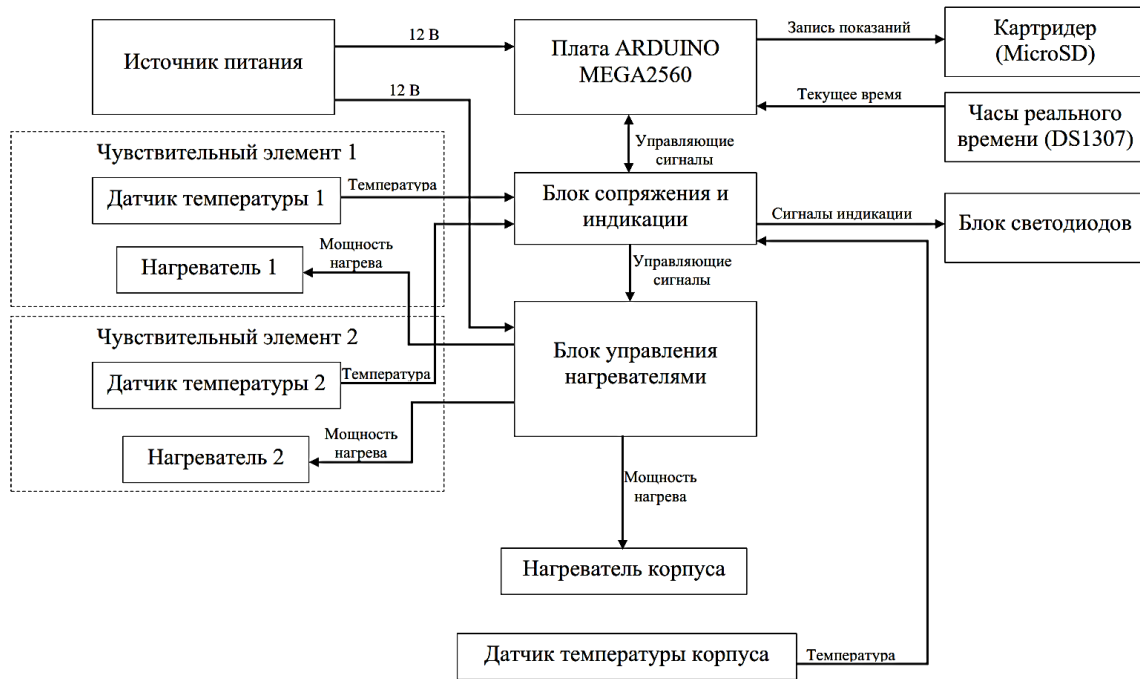 Источник питания
12 В
12 В
Плата ARDUINO
MEGA2560
Запись показаний
Картридер
(MicroSD)
Текущее время
Часы реального
времени (DS1307)
Управляющие
сигналы
Чувствительный элемент 1
Датчик температуры 1
Температура
Нагреватель 1
Мощность
нагрева
Блок сопряжения и
индикации
Сигналы индикации
Блок светодиодов
Управляющие
сигналы
Чувствительный элемент 2
Датчик температуры 2
Температура
Нагреватель 2
Мощность
нагрева
Блок управления
нагревателями
Мощность
нагрева
Нагреватель корпуса
Датчик температуры корпуса
Температура